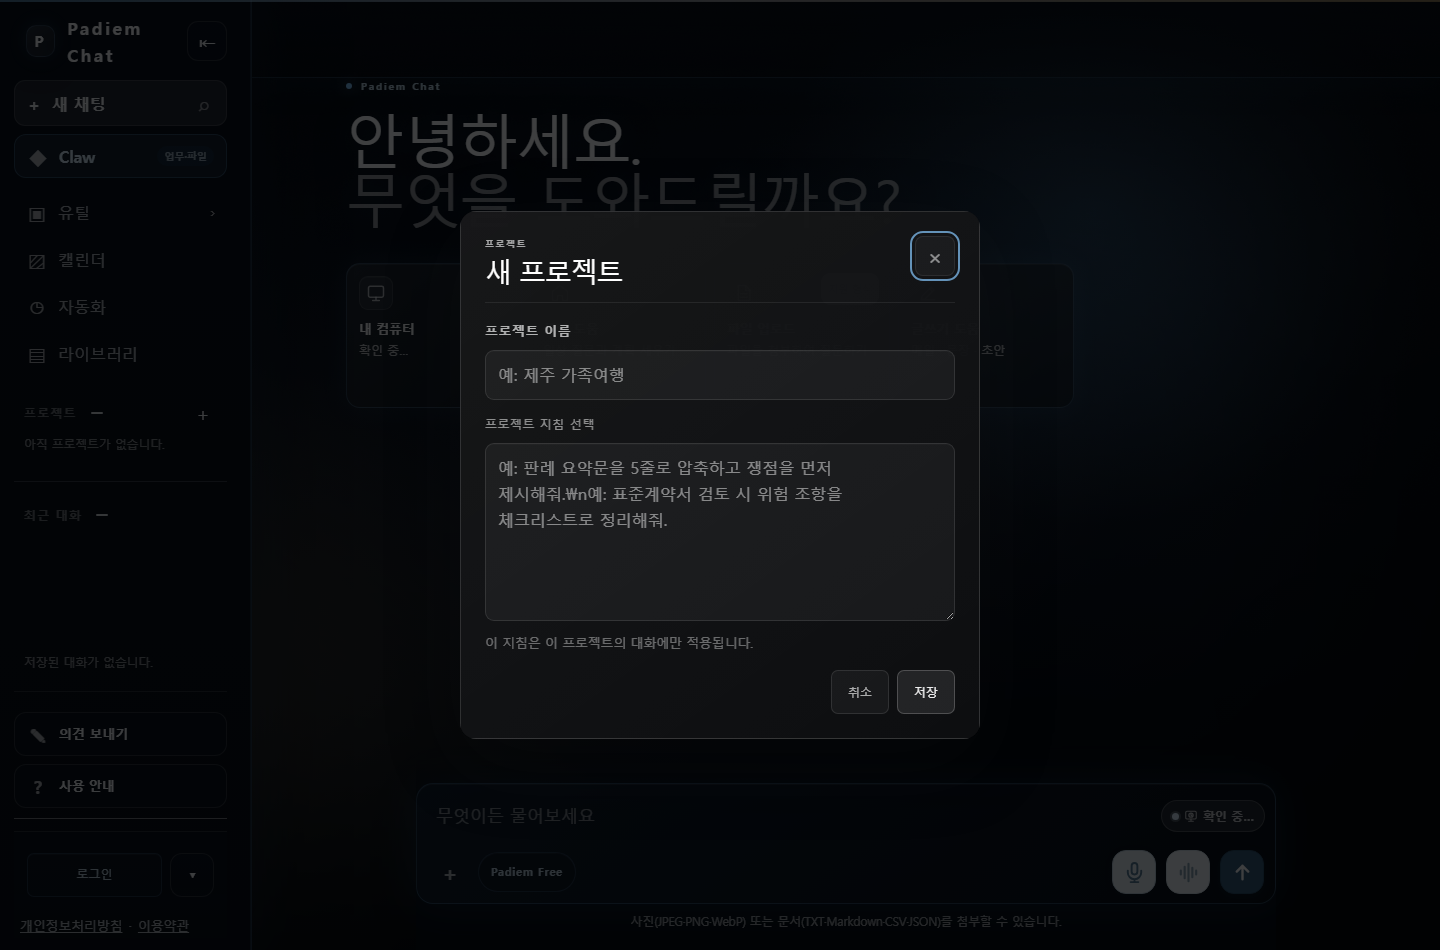 P
Padiem
Chat
+ 새 채팅
Claw
업무·파일
유틸
캘린더
자동화
라이브러리
프로젝트
+
아직 프로젝트가 없습니다.
최근 대화
저장된 대화가 없습니다.
의견 보내기
? 사용 안내
로그인
개인정보처리방침 · 이용약관
Padiem Chat
안녕하세요.
무엇을 도와드릴까요?
내 컴퓨터
확인 중...
초안
프로젝트
새 프로젝트
×
프로젝트 이름
예: 제주 가족여행
프로젝트 지침 선택
예: 판례 요약문을 5줄로 압축하고 쟁점을 먼저
제시해줘.₩n예: 표준계약서 검토 시 위험 조항을
체크리스트로 정리해줘.
이 지침은 이 프로젝트의 대화에만 적용됩니다.
취소
저장
무엇이든 물어보세요
확인 중...
+
Padiem Free
사진(JPEG·PNG·WebP) 또는 문서(TXT·Markdown·CSV·JSON)를 첨부할 수 있습니다.